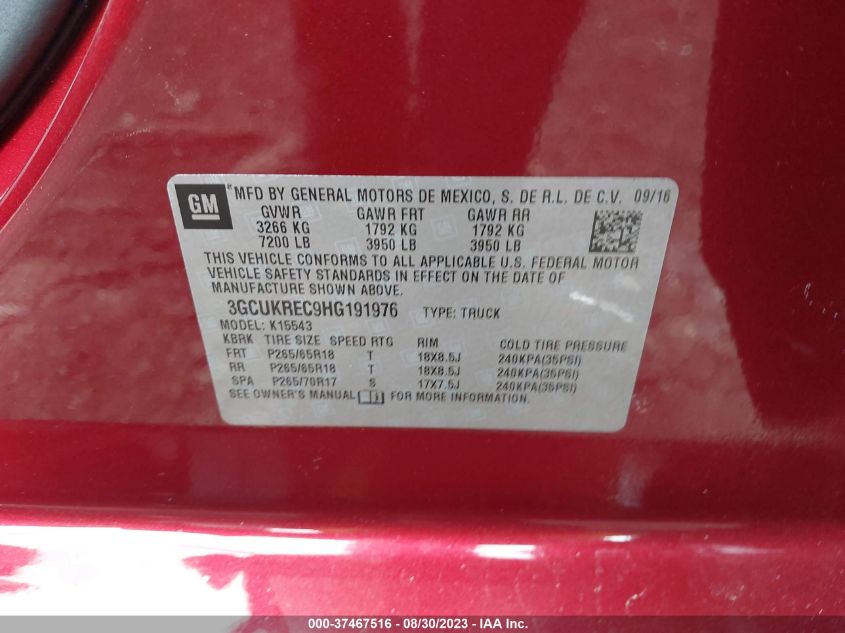 GM MFD BY GENERAL MOTORS DE MEXICO, S. DE R.L. DE C.V. 09/16
GVWR GAWR FRT GAWR RR
3266 KG 1792 KG 1792 KG
7200 LB 3950 LB 3950 LB
THIS VEHICLE CONFORMS TO ALL APPLICABLE U.S. FEDERAL MOTOR
VEHICLE SAFETY STANDARDS IN EFFECT ON THE DATE OF
MANUFACTURE SHOWN ABOVE.
3GCUKREC9HG191976 TYPE: TRUCK
MODEL: K15543
KBRK TIRE SIZE SPEED RTG RIM COLD TIRE PRESSURE
FRT P265/65R18 T 18X8.5J 240KPA(35PSI)
RR P265/65R18 T 18X8.5J 240KPA(35PSI)
SPA P265/70R17 S 17X7.5J 240KPA(35PSI)
SEE OWNER'S MANUAL FOR MORE INFORMATION.
000-37467516 - 08/30/2023 - IAA Inc.